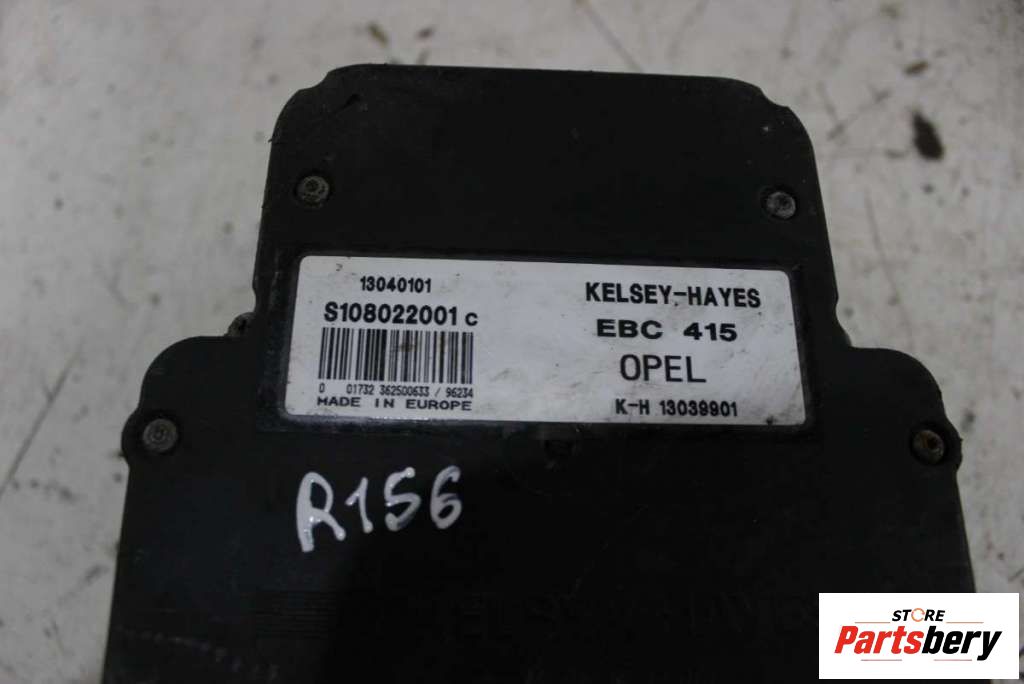 13040101
S108022001 C
0 01732 362500633 / 96234
MADE IN EUROPE
KELSEY-HAYES
EBC 415
OPEL
K-H 13039901
R156
STORE
Partsbery